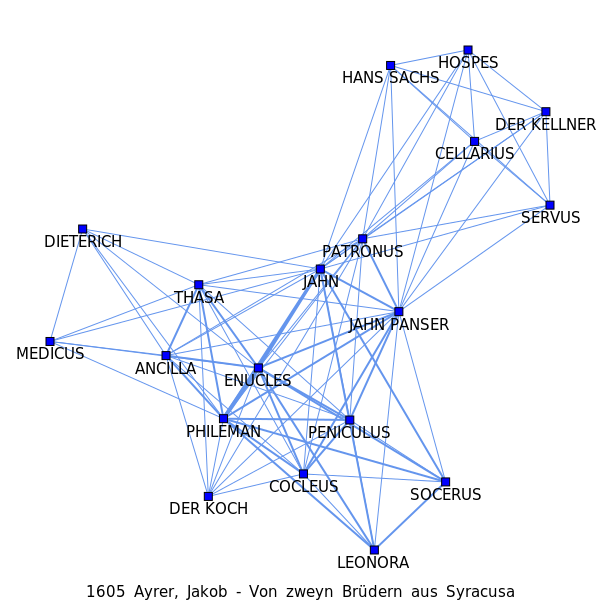 HOSPES
HANS SACHS
DER KELLNER
CELLARIUS
SERVUS
DIETERICH
PATRONUS
JAHN
THASA
JAHN PANSER
MEDICUS
ANCILLA
ENUCLES
PHILEMAN
PENICULUS
COCLEUS
SOCERUS
DER KOCH
LEONORA
1605 Ayrer, Jakob - Von zweyn Brüdern aus Syracusa